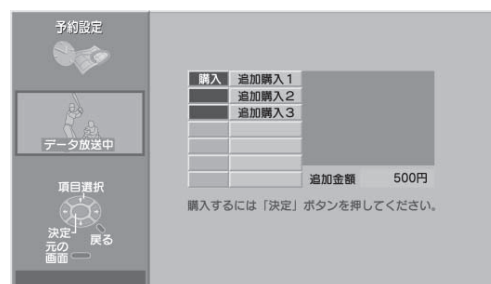 予約設定
データ放送中
項目選択
決定
戻る
元の
画面
購入 追加購入1
追加購入2
追加購入3
追加金額 500円
購入するには「決定」ボタンを押してください。